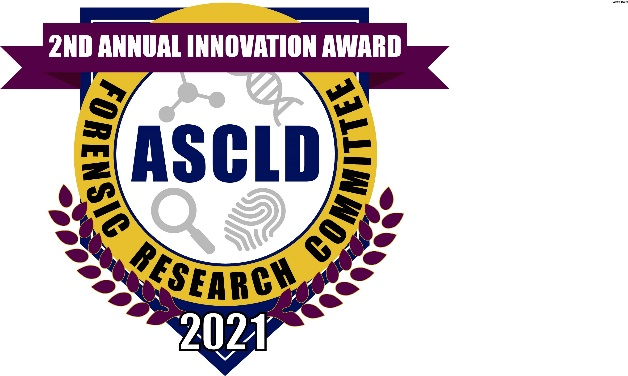 2ND ANNUAL INNOVATION AWARD
ASCLD
FORENSIC RESEARCH COMMITTEE
2021